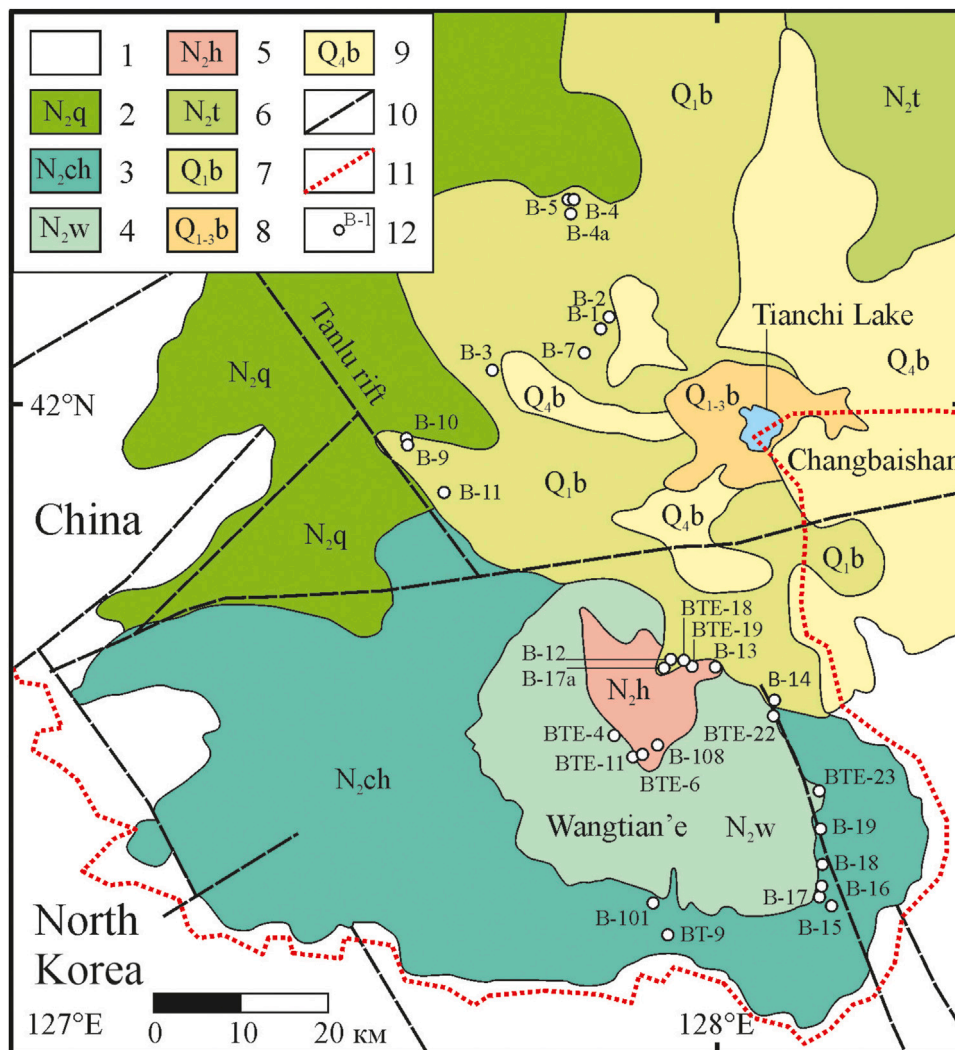 1
N₂h 5
Q₄b 9
N₂q 2
N₂t 6
10
N₂ch 3
Q₁b 7
11
N₂w 4
Q₁₋₃b 8
B-1 12
Q₁b
N₂t
B-5
B-4
B-4a
B-2
B-1
B-7
B-3
Tianchi Lake
Tanlu rift
N₂q
Q₄b
Q₁₋₃b
Q₄b
42°N
B-10
B-9
B-11
Q₁b
Changbaishan
China
N₂q
Q₄b
Q₁b
BTE-18
BTE-19
B-12
B-13
B-17a
N₂h
B-14
BTE-4
BTE-22
BTE-11
B-108
BTE-6
BTE-23
N₂ch
Wangtian’e
N₂w
B-19
B-18
B-16
B-17
B-15
B-101
BT-9
North
Korea
127°E
0 10 20 км
128°E